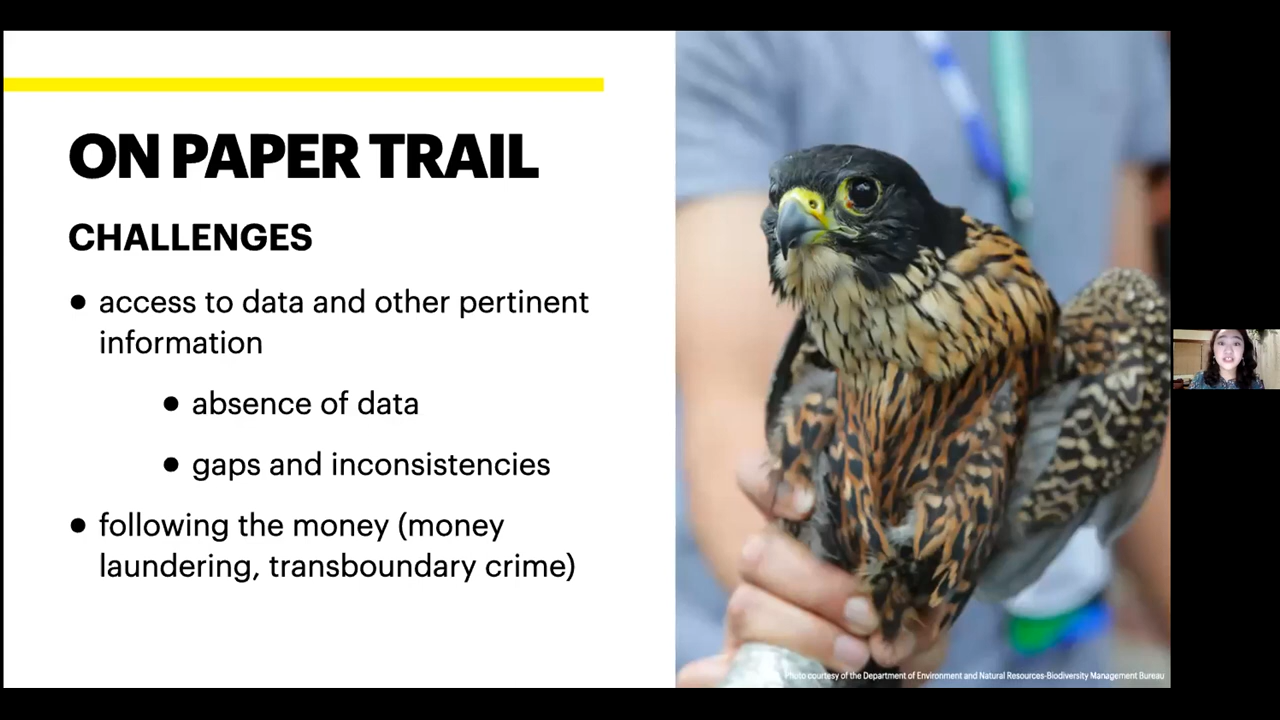 ON PAPER TRAIL
CHALLENGES
● access to data and other pertinent
information
● absence of data
● gaps and inconsistencies
● following the money (money
laundering, transboundary crime)
Photo courtesy of the Department of Environment and Natural Resources-Biodiversity Management Bureau